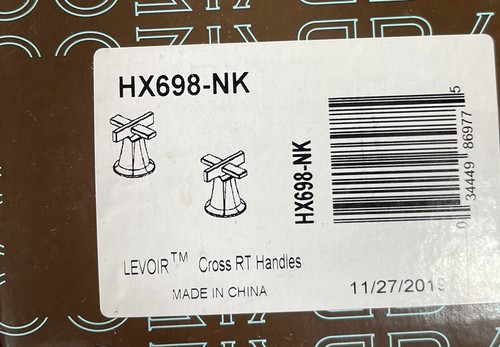 HX698-NK
HX698-NK
0 34449 86977 5
LEVOIR™ Cross RT Handles
MADE IN CHINA
11/27/2019